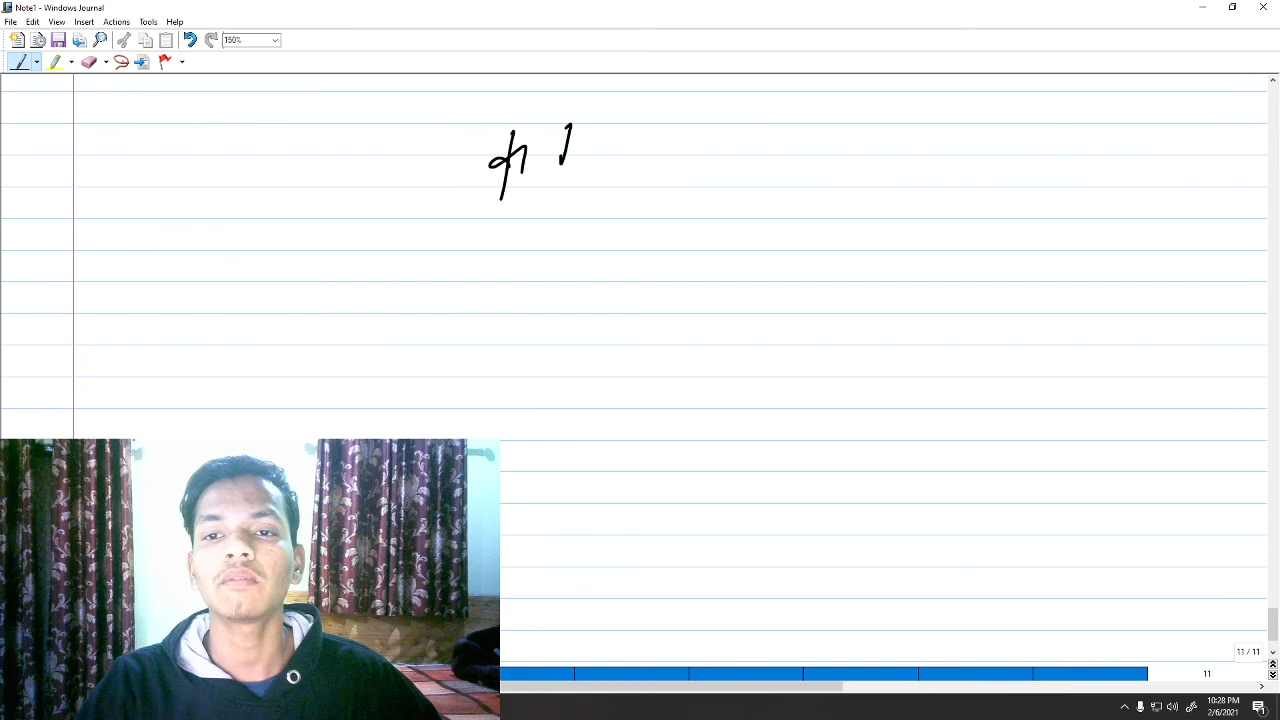 Note1 - Windows Journal
File Edit View Insert Actions Tools Help
150%
क
11 / 11
11
10:28 PM
2/6/2021